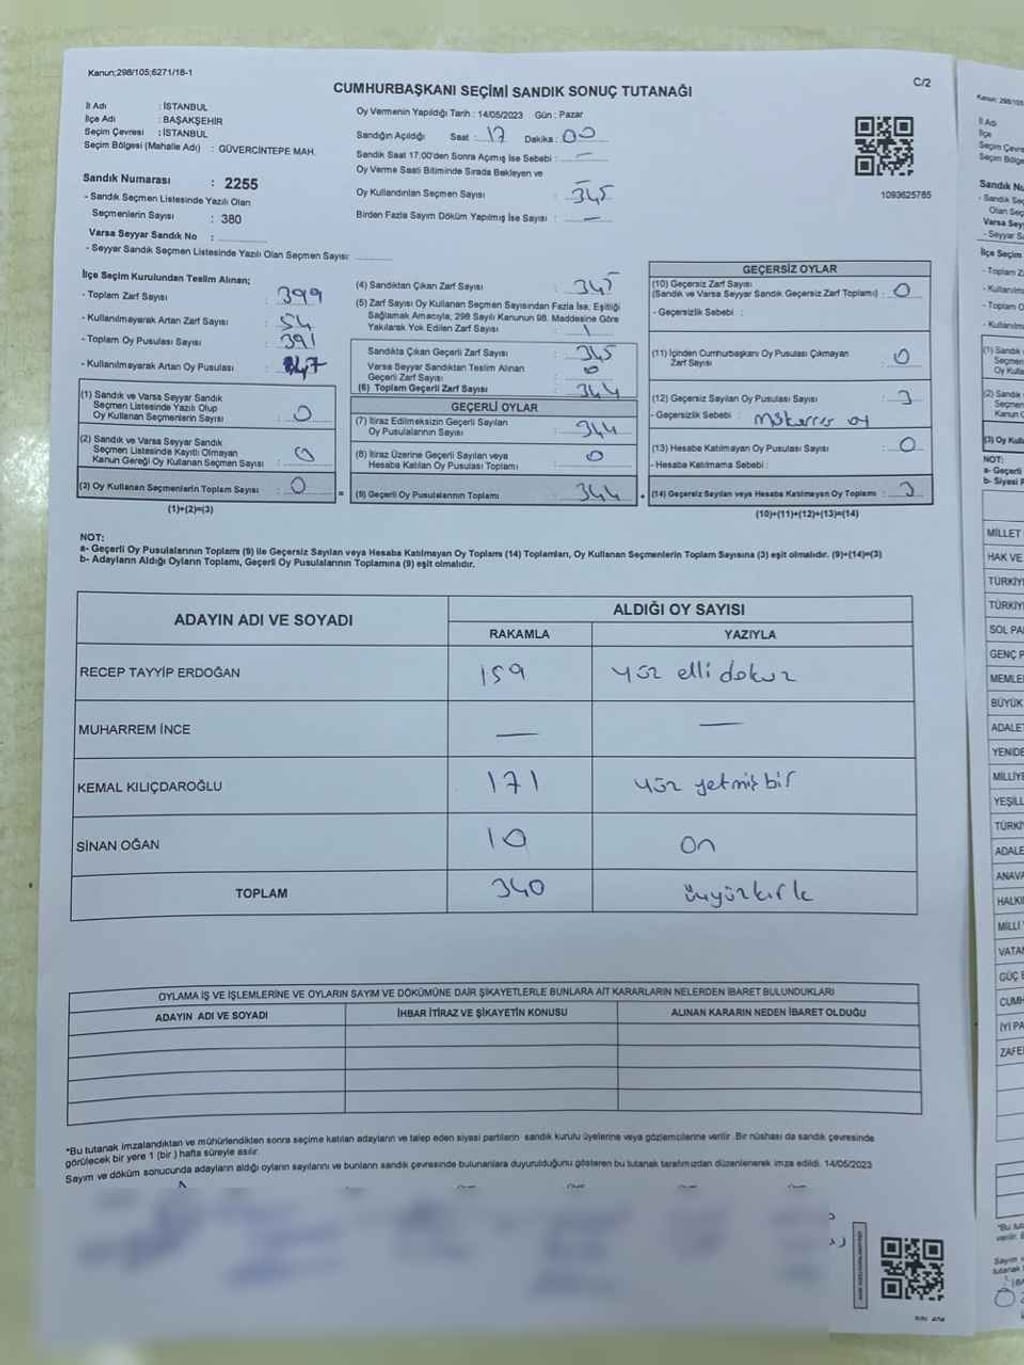 Kanun;298/105;6271/18-1
C/2
CUMHURBAŞKANI SEÇİMİ SANDIK SONUÇ TUTANAĞI
İl Adı : İSTANBUL
İlçe Adı : BAŞAKŞEHİR
Seçim Çevresi : İSTANBUL
Seçim Bölgesi (Mahalle Adı) : GÜVERCİNTEPE MAH.
Sandık Numarası : 2255
- Sandık Seçmen Listesinde Yazılı Olan
Seçmenlerin Sayısı : 380
Varsa Seyyar Sandık No :
- Seyyar Sandık Seçmen Listesinde Yazılı Olan Seçmen Sayısı:
Oy Vermenin Yapıldığı Tarih : 14/05/2023 Gün : Pazar
Sandığın Açıldığı Saat : 17 Dakika : 00
Sandık Saat 17.00'den Sonra Açımış İse Sebebi : —
Oy Verme Saati Bitiminde Sırada Bekleyen ve
Oy Kullandırılan Seçmen Sayısı : 345
Birden Fazla Sayım Döküm Yapılmış İse Sayısı : —
1093625785
İlçe Seçim Kurulundan Teslim Alınan;
- Toplam Zarf Sayısı : 399
- Kullanılmayarak Artan Zarf Sayısı : 54
- Toplam Oy Pusulası Sayısı : 391
- Kullanılmayarak Artan Oy Pusulası :
(1) Sandık ve Varsa Seyyar Sandık
Seçmen Listesinde Yazılı Olup
Oy Kullanan Seçmenlerin Sayısı : 0
(2) Sandık ve Varsa Seyyar Sandık
Seçmen Listesinde Kayıtlı Olmayan
Kanun Gereği Oy Kullanan Seçmen Sayısı : 0
(3) Oy Kullanan Seçmenlerin Toplam Sayısı : 0
(1)+(2)=(3)
(4) Sandıktan Çıkan Zarf Sayısı : 345
(5) Zarf Sayısı Oy Kullanan Seçmen Sayısından Fazla İse, Eşitliği
Sağlamak Amacıyla, 298 Sayılı Kanunun 98. Maddesine Göre
Yakılarak Yok Edilen Zarf Sayısı : 1
Sandıkta Çıkan Geçerli Zarf Sayısı : 345
Varsa Seyyar Sandıktan Teslim Alınan
Geçerli Zarf Sayısı : 0
(6) Toplam Geçerli Zarf Sayısı : 344
GEÇERLİ OYLAR
(7) İtiraz Edilmeksizin Geçerli Sayılan
Oy Pusulalarının Sayısı : 344
(8) İtiraz Üzerine Geçerli Sayılan veya
Hesaba Katılan Oy Pusulası Toplamı : 0
(9) Geçerli Oy Pusulalarının Toplamı : 344
GEÇERSİZ OYLAR
(10) Geçersiz Zarf Sayısı
(Sandık ve Varsa Seyyar Sandık Geçersiz Zarf Toplamı) : 0
- Geçersizlik Sebebi :
(11) İçinden Cumhurbaşkanı Oy Pusulası Çıkmayan
Zarf Sayısı : 0
(12) Geçersiz Sayılan Oy Pusulası Sayısı : 3
- Geçersizlik Sebebi : Mükerrer oy
(13) Hesaba Katılmayan Oy Pusulası Sayısı : 0
- Hesaba Katılmama Sebebi :
(14) Geçersiz Sayılan veya Hesaba Katılmayan Oy Toplamı : 3
(10)+(11)+(12)+(13)=(14)
NOT:
a- Geçerli Oy Pusulalarının Toplamı (9) ile Geçersiz Sayılan veya Hesaba Katılmayan Oy Toplamı (14) Toplamları, Oy Kullanan Seçmenlerin Toplam Sayısına (3) eşit olmalıdır. (9)+(14)=(3)
b- Adayların Aldığı Oyların Toplamı, Geçerli Oy Pusulalarının Toplamına (9) eşit olmalıdır.
ADAYIN ADI VE SOYADI ALDIĞI OY SAYISI
RAKAMLA YAZIYLA
RECEP TAYYİP ERDOĞAN 159 yüz elli dokuz
MUHARREM İNCE — —
KEMAL KILIÇDAROĞLU 171 yüz yetmiş bir
SİNAN OĞAN 10 on
TOPLAM 340 üçyüzkırk
OYLAMA İŞ VE İŞLEMLERİNE VE OYLARIN SAYIM VE DÖKÜMÜNE DAİR ŞİKAYETLERLE BUNLARA AİT KARARLARIN NELERDEN İBARET BULUNDUKLARI
ADAYIN ADI VE SOYADI İHBAR İTİRAZ VE ŞİKAYETİN KONUSU ALINAN KARARIN NEDEN İBARET OLDUĞU
*Bu tutanak imzalandıktan ve mühürlendikten sonra seçime katılan adayların ve talep eden siyasi partilerin sandık kurulu üyelerine veya gözlemcilerine verilir. Bir nüshası da sandık çevresinde
görülecek bir yere 1 (bir ) hafta süreyle asılır.
Sayım ve döküm sonucunda adayların aldığı oyların sayılarını ve bunların sandık çevresinde bulunanlara duyurulduğunu gösteren bu tutanak tarafımızdan düzenlenerek imza edildi. 14/05/2023